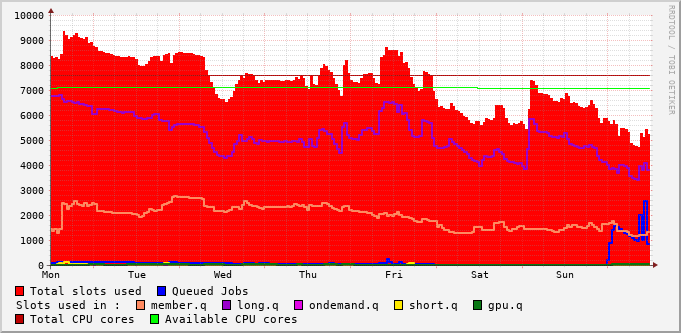 10000
9000
8000
7000
6000
5000
4000
3000
2000
1000
0
Mon Tue Wed Thu Fri Sat Sun
RRDTOOL / TOBI OETIKER
Total slots used Queued Jobs
Slots used in : member.q long.q ondemand.q short.q gpu.q
Total CPU cores Available CPU cores